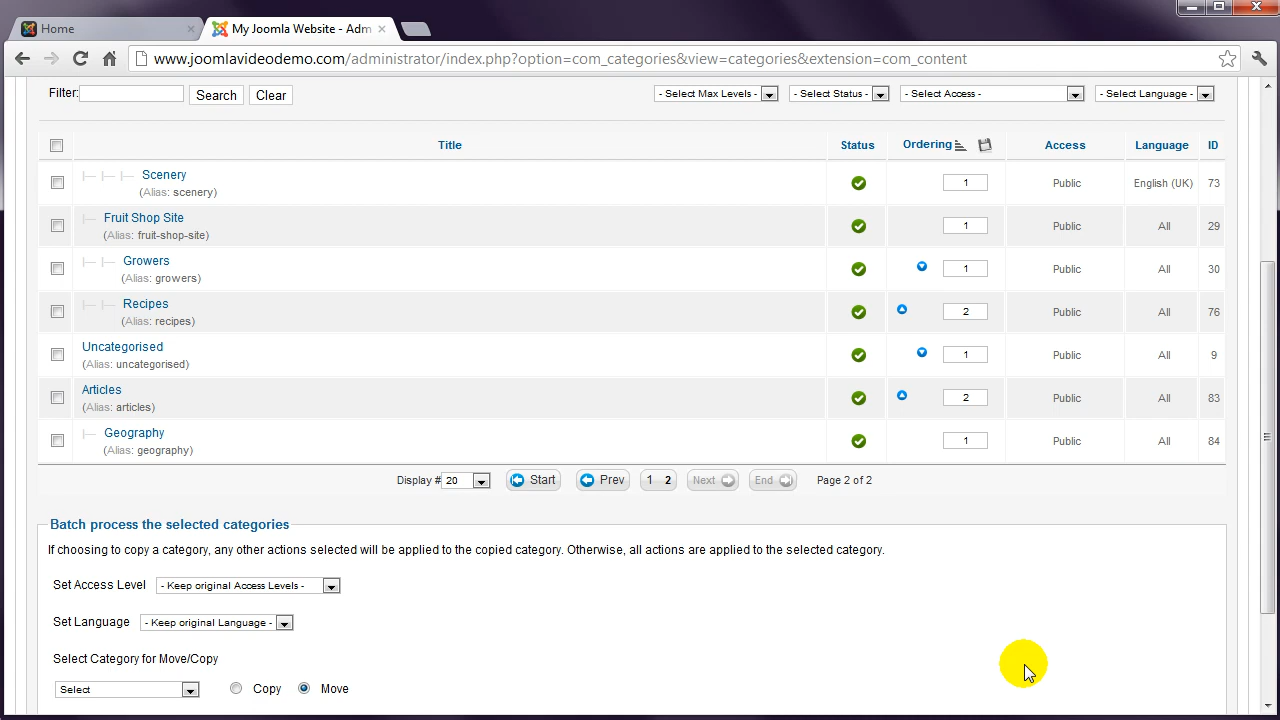 Home
My Joomla Website - Adm
www.joomlavideodemo.com/administrator/index.php?option=com_categories&view=categories&extension=com_content
Filter: Search Clear - Select Max Levels - - Select Status - - Select Access - - Select Language -
Title Status Ordering Access Language ID
Scenery 1 Public English (UK) 73
(Alias: scenery)
Fruit Shop Site 1 Public All 29
(Alias: fruit-shop-site)
Growers 1 Public All 30
(Alias: growers)
Recipes 2 Public All 76
(Alias: recipes)
Uncategorised 1 Public All 9
(Alias: uncategorised)
Articles 2 Public All 83
(Alias: articles)
Geography 1 Public All 84
(Alias: geography)
Display # 20 Start Prev 1 2 Next End Page 2 of 2
Batch process the selected categories
If choosing to copy a category, any other actions selected will be applied to the copied category. Otherwise, all actions are applied to the selected category.
Set Access Level - Keep original Access Levels -
Set Language - Keep original Language -
Select Category for Move/Copy
Select Copy Move